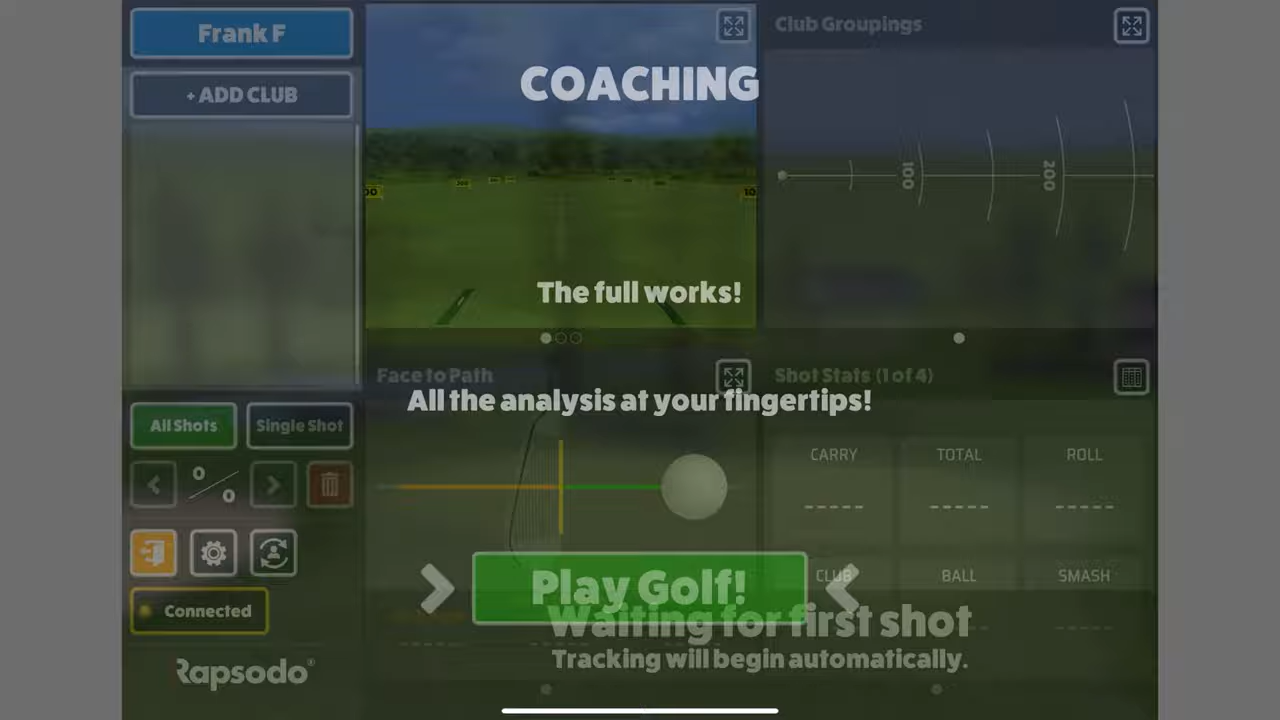 Frank F
+ ADD CLUB
COACHING
Club Groupings
100
200
The full works!
Face to Path
Shot Stats (1 of 4)
All the analysis at your fingertips!
All Shots
Single Shot
0
0
CARRY
TOTAL
ROLL
-----
-----
-----
Connected
Play Golf!
CLUB
BALL
SMASH
Waiting for first shot
Tracking will begin automatically.
Rapsodo®